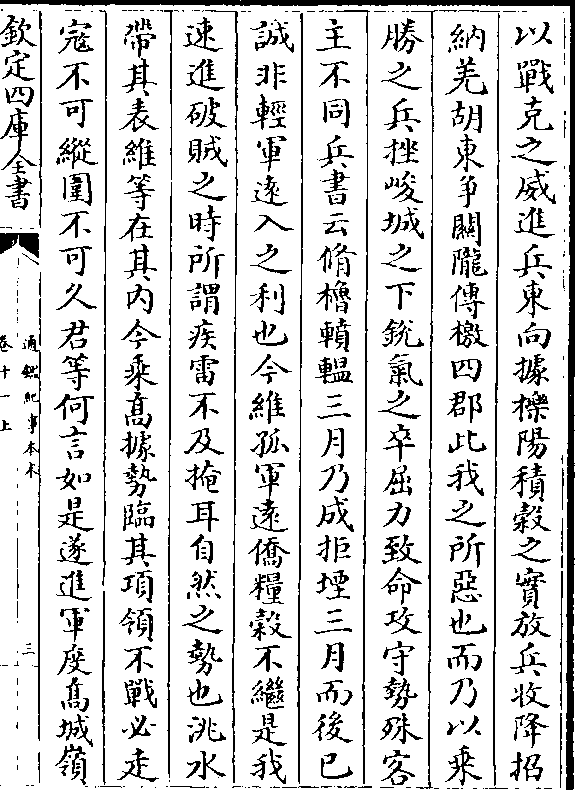 以戰克之威進兵東向據櫟陽積穀之實放兵收降招
納羌胡東爭關隴傳檄四郡此我之所惡也而乃以乗
勝之兵挫峻城之下銳氣之卒屈力致命攻守勢殊客
主不同兵書云脩櫓轒轀三月乃成拒堙三月而後已
誠非輕軍逺入之利也今維孤軍逺僑糧穀不繼是我
速進破賊之時所謂疾雷不及掩耳自然之勢也洮水
帶其表維等在其内今乗髙據勢臨其項領不戰必走
宼不可縱圍不可久君等何言如是遂進軍度髙城嶺
欽定四庫全書
通鑑紀事本末
卷十一上
三